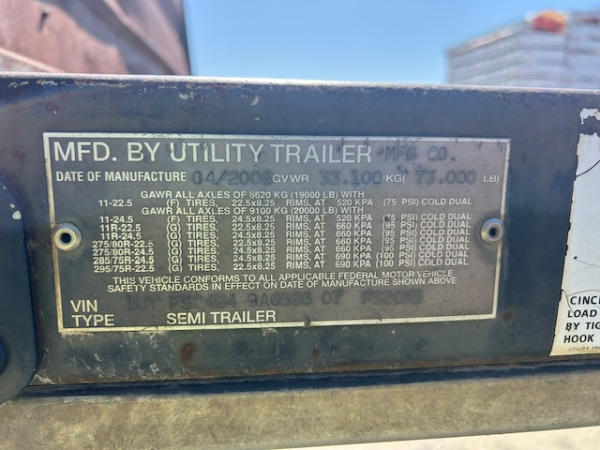 MFD. BY UTILITY TRAILER MFG CO.
DATE OF MANUFACTURE 04/2008 GVWR 33.100 KG( 73.000 LB)
GAWR ALL AXLES OF 8620 KG (19000 LB) WITH
11-22.5 (F) TIRES, 22.5x8.25 RIMS, AT 520 KPA (75 PSI) COLD DUAL
GAWR ALL AXLES OF 9100 KG (20000 LB) WITH
11-24.5 (F) TIRES, 24.5x8.25 RIMS, AT 520 KPA (75 PSI) COLD DUAL
11R-22.5 (G) TIRES, 22.5x8.25 RIMS, AT 660 KPA (95 PSI) COLD DUAL
11R-24.5 (G) TIRES, 24.5x8.25 RIMS, AT 660 KPA (95 PSI) COLD DUAL
275/80R-22.5 (G) TIRES, 22.5x8.25 RIMS, AT 660 KPA (95 PSI) COLD DUAL
275/80R-24.5 (G) TIRES, 24.5x8.25 RIMS, AT 660 KPA (95 PSI) COLD DUAL
285/75R-24.5 (G) TIRES, 24.5x8.25 RIMS, AT 690 KPA (100 PSI) COLD DUAL
295/75R-22.5 (G) TIRES, 22.5x8.25 RIMS, AT 690 KPA (100 PSI) COLD DUAL
THIS VEHICLE CONFORMS TO ALL APPLICABLE FEDERAL MOTOR VEHICLE
SAFETY STANDARDS IN EFFECT ON DATE OF MANUFACTURE SHOWN ABOVE
VIN
TYPE SEMI TRAILER
CINC
LOAD
BY TIG
HOOK
UTILITY